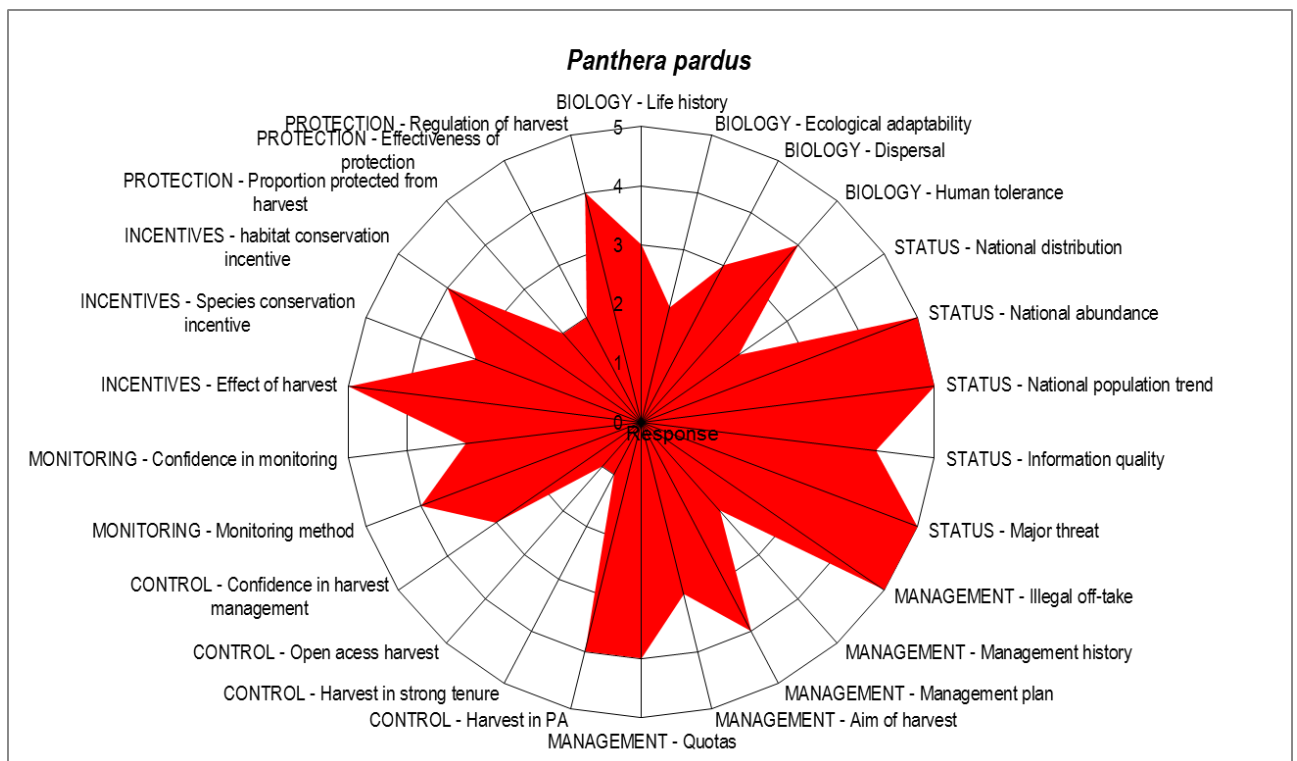 Panthera pardus
BIOLOGY - Life history
PROTECTION - Regulation of harvest
BIOLOGY - Ecological adaptability
PROTECTION - Effectiveness of
protection
BIOLOGY - Dispersal
PROTECTION - Proportion protected from
harvest
BIOLOGY - Human tolerance
INCENTIVES - habitat conservation
incentive
STATUS - National distribution
INCENTIVES - Species conservation
incentive
STATUS - National abundance
INCENTIVES - Effect of harvest
STATUS - National population trend
MONITORING - Confidence in monitoring
STATUS - Information quality
MONITORING - Monitoring method
STATUS - Major threat
CONTROL - Confidence in harvest
management
MANAGEMENT - Illegal off-take
CONTROL - Open acess harvest
MANAGEMENT - Management history
CONTROL - Harvest in strong tenure
MANAGEMENT - Management plan
CONTROL - Harvest in PA
MANAGEMENT - Aim of harvest
MANAGEMENT - Quotas
5
4
3
2
1
0
Response